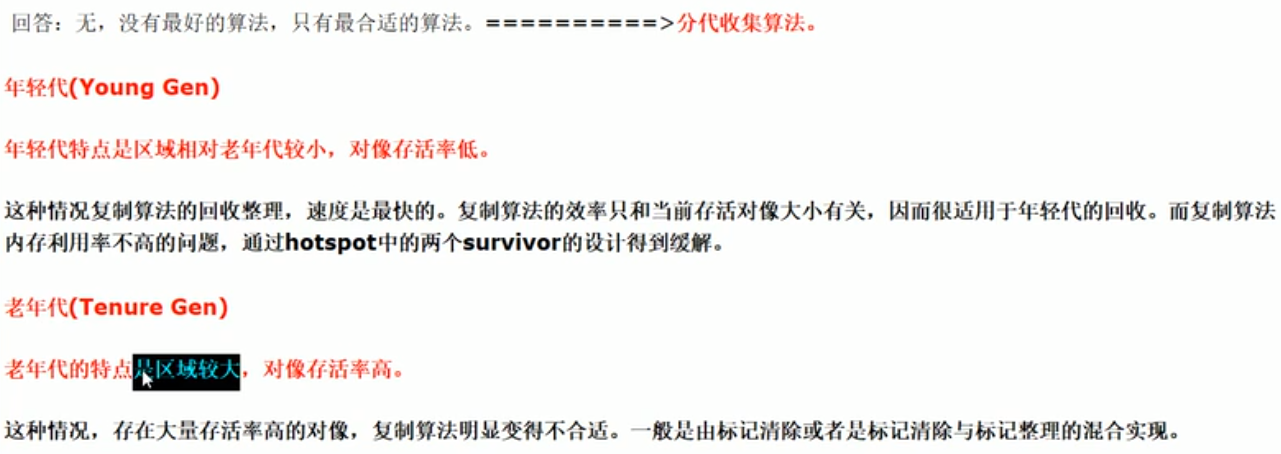 回答：无，没有最好的算法，只有最合适的算法。==========>分代收集算法。
年轻代(Young Gen)
年轻代特点是区域相对老年代较小，对像存活率低。
这种情况复制算法的回收整理，速度是最快的。复制算法的效率只和当前存活对像大小有关，因而很适用于年轻代的回收。而复制算法
内存利用率不高的问题，通过hotspot中的两个survivor的设计得到缓解。
老年代(Tenure Gen)
老年代的特点是区域较大，对像存活率高。
这种情况，存在大量存活率高的对像，复制算法明显变得不合适。一般是由标记清除或者是标记清除与标记整理的混合实现。